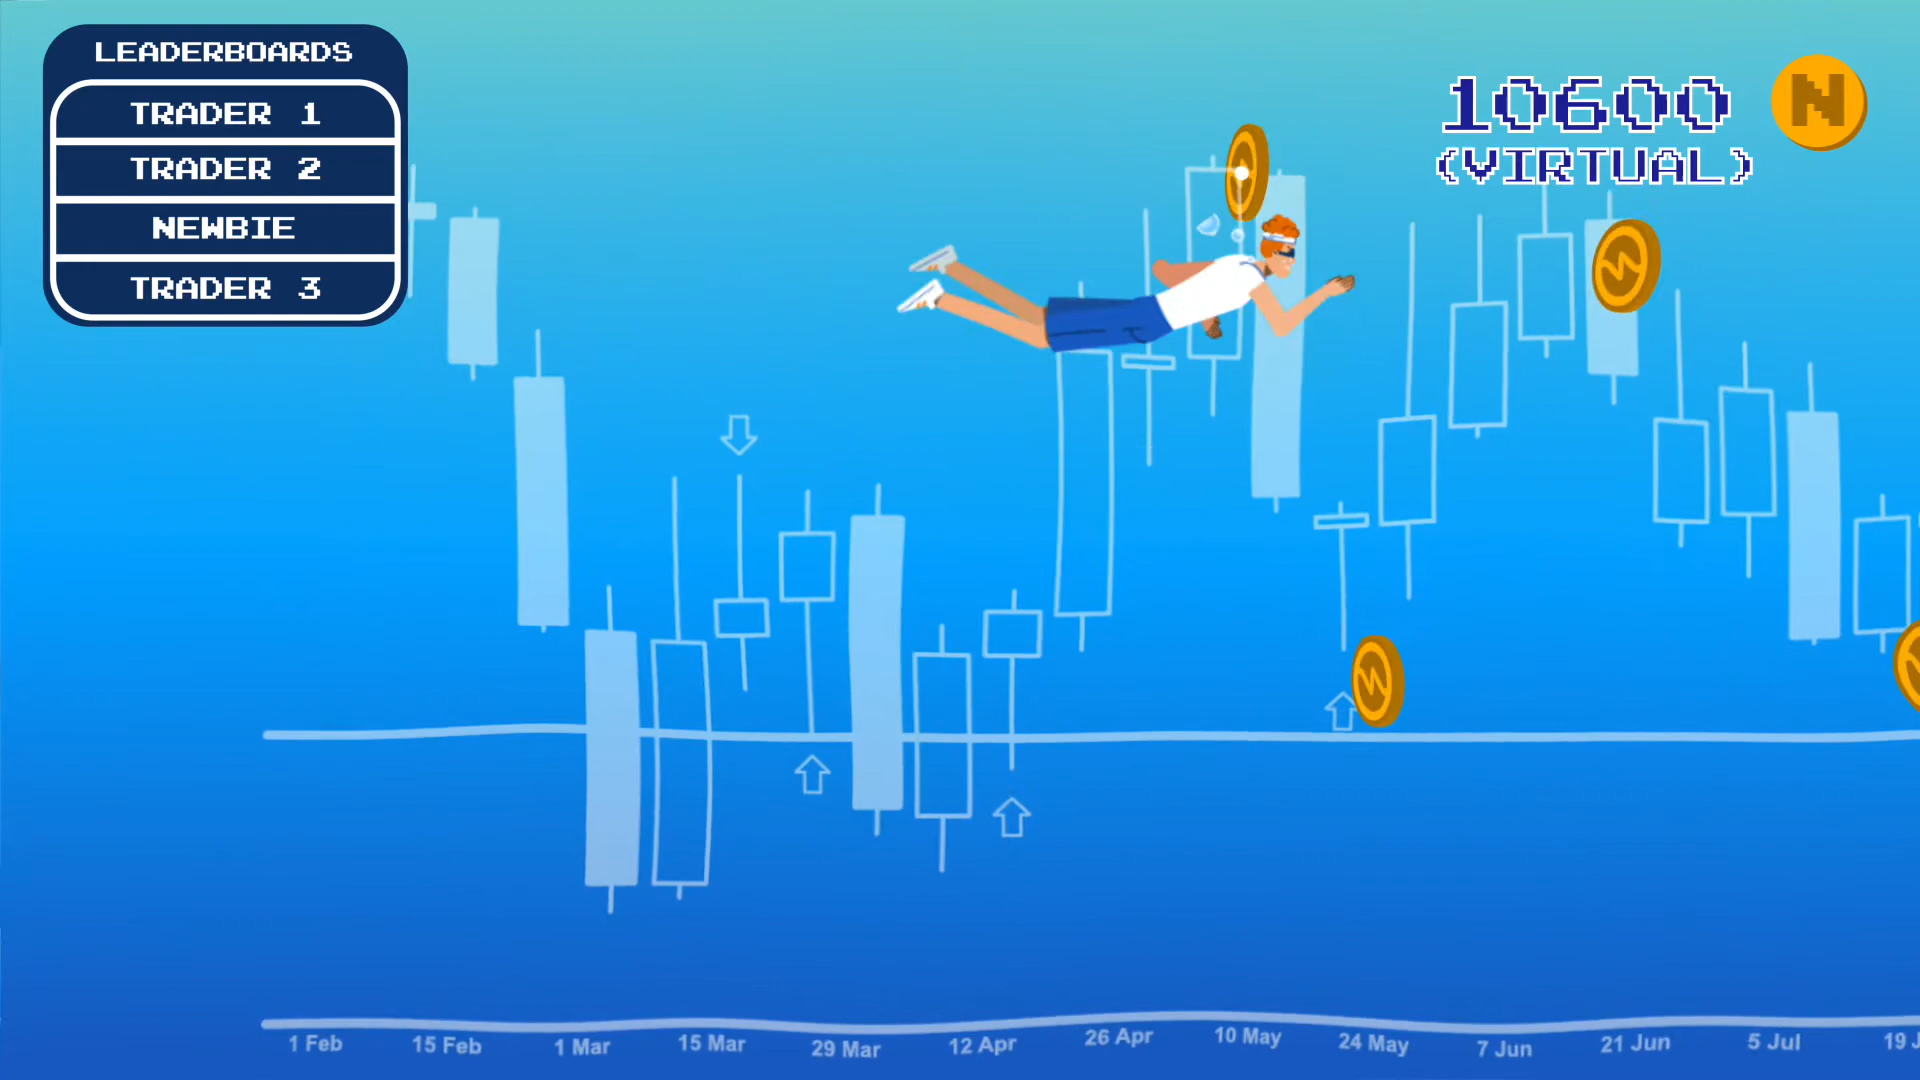 LEADERBOARDS
TRADER 1
TRADER 2
NEWBIE
TRADER 3
10600
(VIRTUAL)
N
1 Feb
15 Feb
1 Mar
15 Mar
29 Mar
12 Apr
26 Apr
10 May
24 May
7 Jun
21 Jun
5 Jul
19